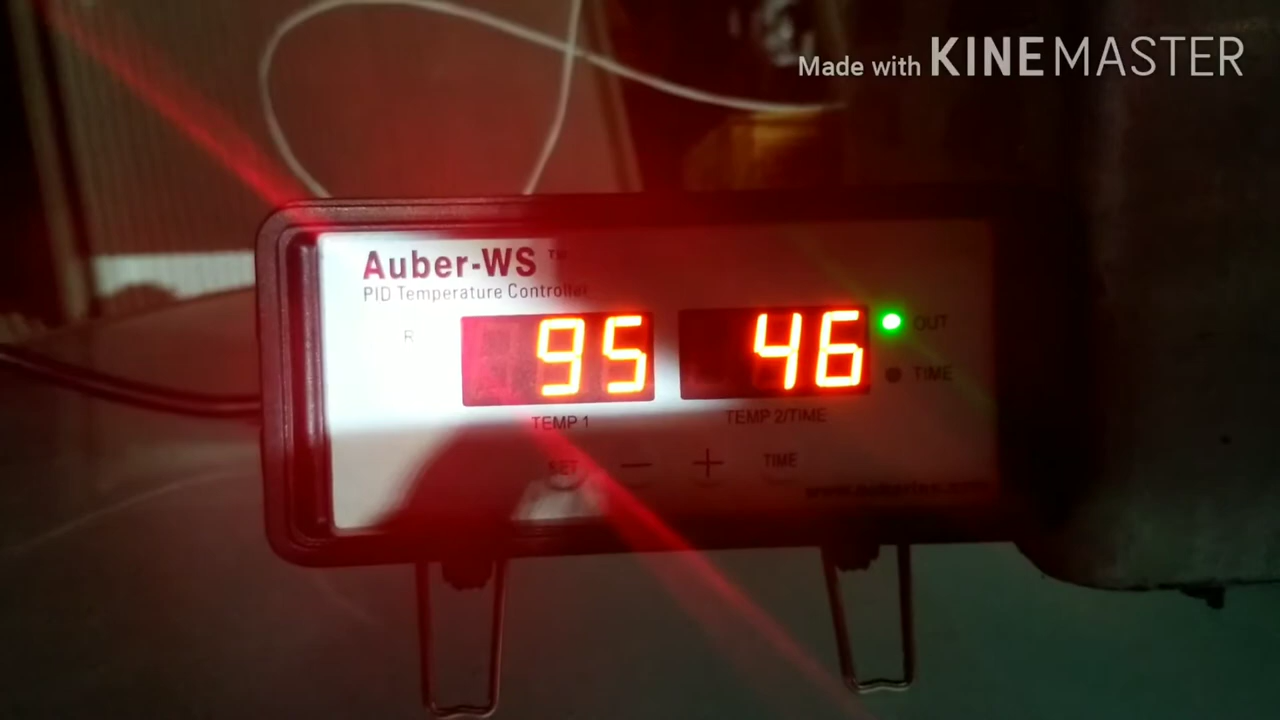 Made with KINEMASTER
Auber-WS ™
PID Temperature Controller
R
95 46
OUT
TIME
TEMP 1 TEMP 2/TIME
SET − + TIME